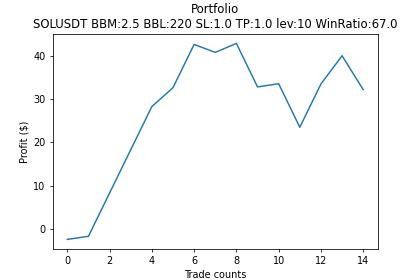 Portfolio
SOLUSDT BBM:2.5 BBL:220 SL:1.0 TP:1.0 lev:10 WinRatio:67.0
40
30
20
10
0
Profit ($)
0 2 4 6 8 10 12 14
Trade counts